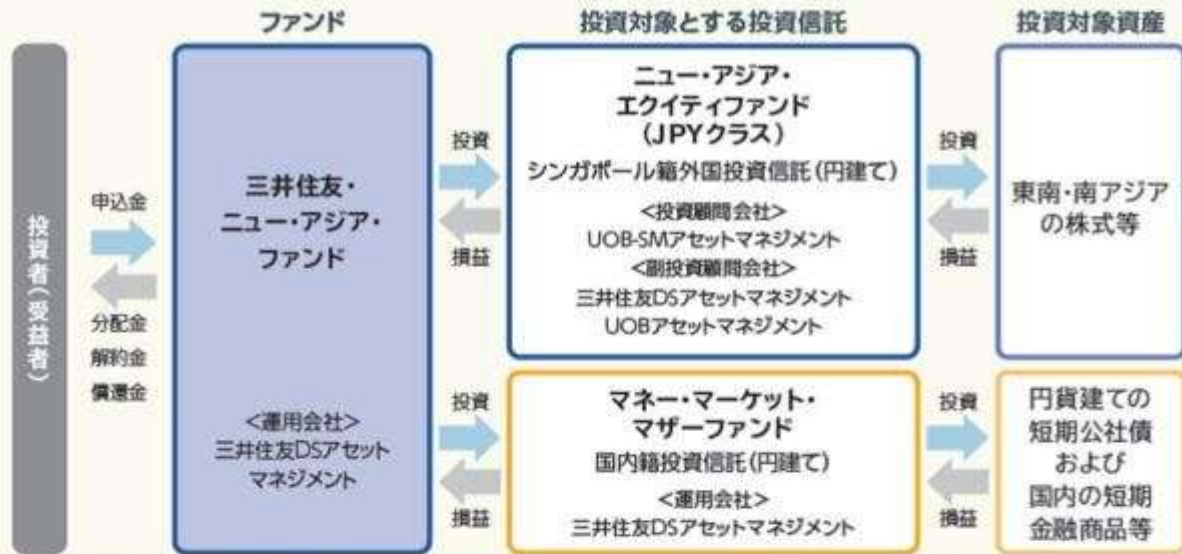 ファンド
投資対象とする投資信託
投資対象資産
投資者(受益者)
申込金
分配金
解約金
償還金
三井住友・
ニュー・アジア・
ファンド
<運用会社>
三井住友DSアセット
マネジメント
投資
損益
ニュー・アジア・
エクイティファンド
(JPYクラス)
シンガポール籍外国投資信託(円建て)
<投資顧問会社>
UOB-SMアセットマネジメント
<副投資顧問会社>
三井住友DSアセットマネジメント
UOBアセットマネジメント
投資
損益
東南・南アジア
の株式等
投資
損益
マネー・マーケット・
マザーファンド
国内籍投資信託(円建て)
<運用会社>
三井住友DSアセットマネジメント
投資
損益
円貨建ての
短期公社債
および
国内の短期
金融商品等